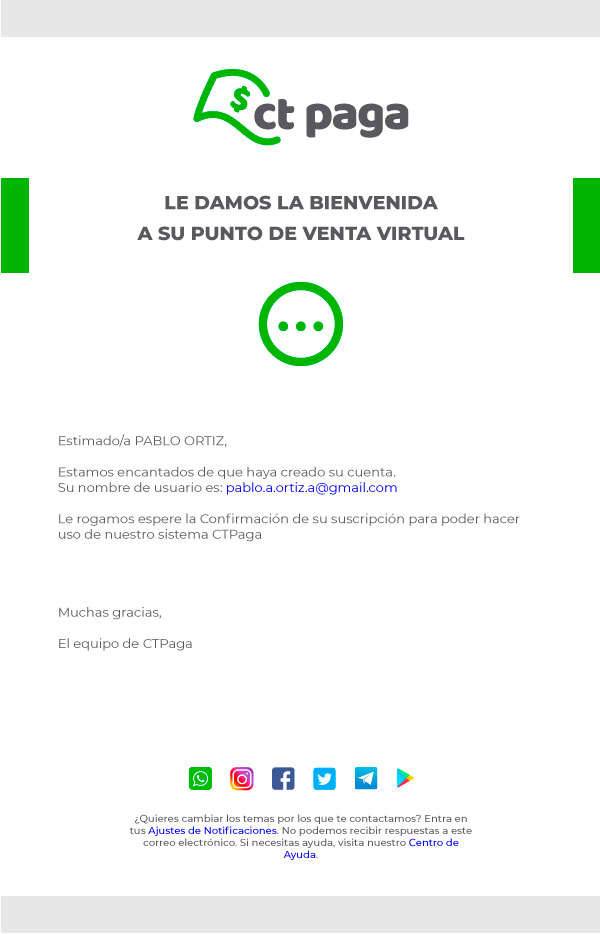 $ct paga
LE DAMOS LA BIENVENIDA
A SU PUNTO DE VENTA VIRTUAL
Estimado/a PABLO ORTIZ,
Estamos encantados de que haya creado su cuenta.
Su nombre de usuario es: pablo.a.ortiz.a@gmail.com
Le rogamos espere la Confirmación de su suscripción para poder hacer
uso de nuestro sistema CTPaga
Muchas gracias,
El equipo de CTPaga
¿Quieres cambiar los temas por los que te contactamos? Entra en
tus Ajustes de Notificaciones. No podemos recibir respuestas a este
correo electrónico. Si necesitas ayuda, visita nuestro Centro de
Ayuda.